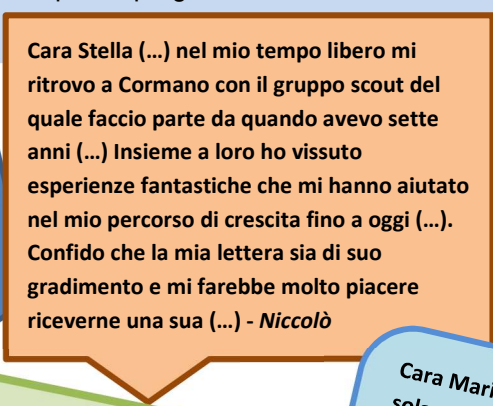 Cara Stella (…) nel mio tempo libero mi
ritrovo a Cormano con il gruppo scout del
quale faccio parte da quando avevo sette
anni (…) Insieme a loro ho vissuto
esperienze fantastiche che mi hanno aiutato
nel mio percorso di crescita fino a oggi (…).
Confido che la mia lettera sia di suo
gradimento e mi farebbe molto piacere
riceverne una sua (…) - Niccolò
Cara Mari